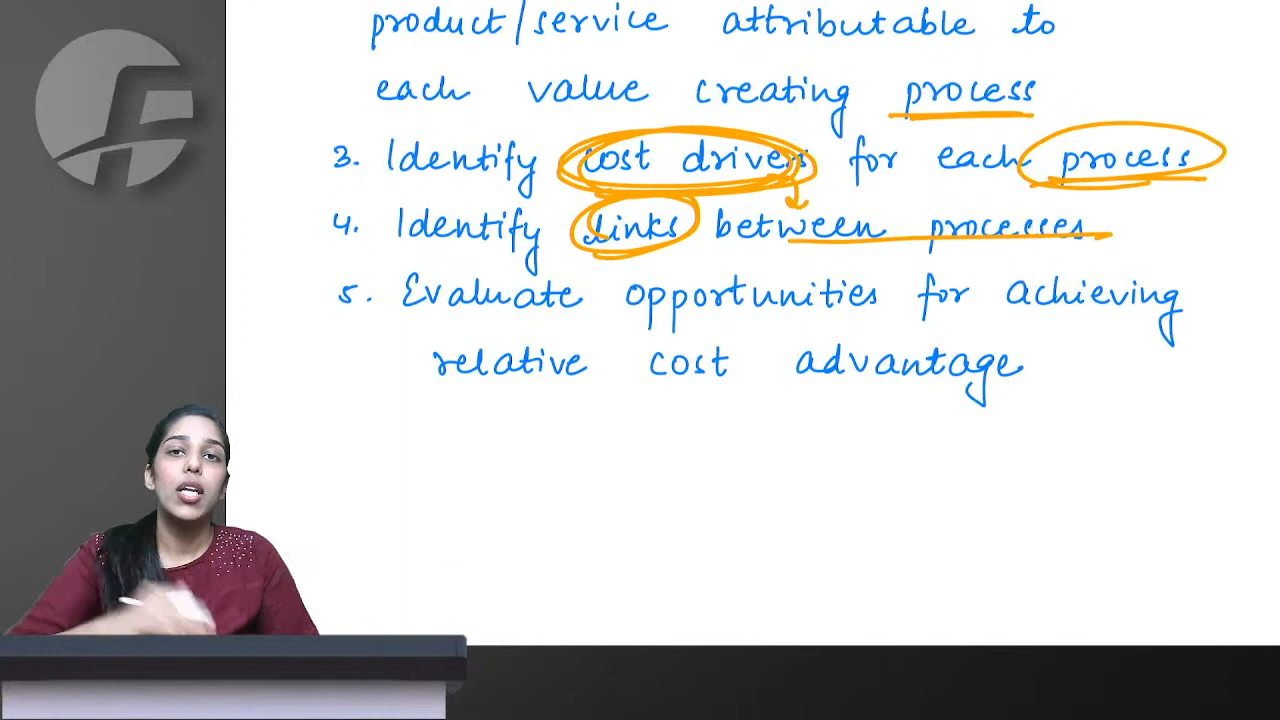 product/service attributable to
each value creating process
3. Identify cost drivers for each process
4. Identify links between processes
5. Evaluate opportunities for achieving
relative cost advantage